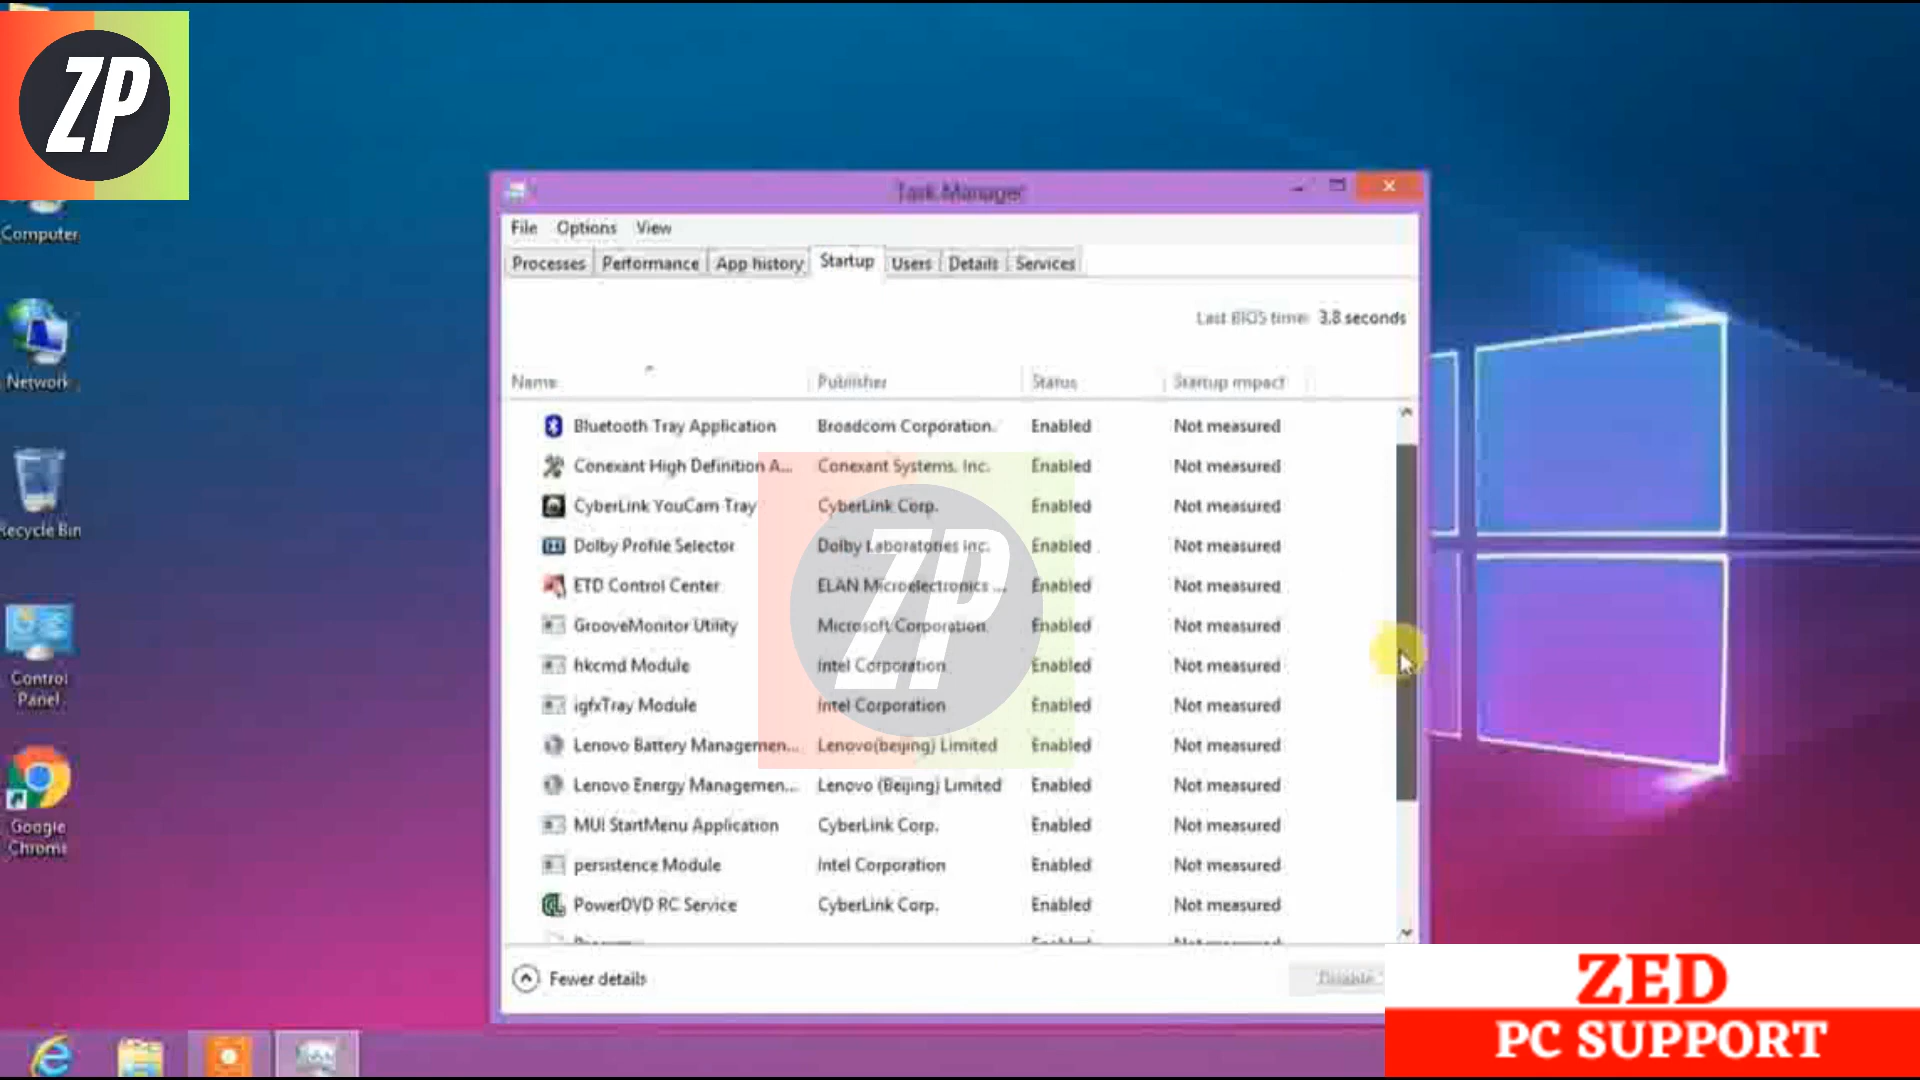 ZP
Computer
Network
Recycle Bin
Control
Panel
Google
Chrome
Task Manager
File Options View
Processes Performance App history Startup Users Details Services
Last BIOS time: 3.8 seconds
Name Publisher Status Startup impact
Bluetooth Tray Application Broadcom Corporation. Enabled Not measured
Conexant High Definition A... Conexant Systems, Inc. Enabled Not measured
CyberLink YouCam Tray CyberLink Corp. Enabled Not measured
Dolby Profile Selector Dolby Laboratories Inc. Enabled Not measured
ETD Control Center ELAN Microelectronics ... Enabled Not measured
GrooveMonitor Utility Microsoft Corporation Enabled Not measured
hkcmd Module Intel Corporation Enabled Not measured
igfxTray Module Intel Corporation Enabled Not measured
Lenovo Battery Managemen... Lenovo(beijing) Limited Enabled Not measured
Lenovo Energy Managemen... Lenovo (Beijing) Limited Enabled Not measured
MUI StartMenu Application CyberLink Corp. Enabled Not measured
persistence Module Intel Corporation Enabled Not measured
PowerDVD RC Service CyberLink Corp. Enabled Not measured
ZP
Fewer details
Disable
ZED
PC SUPPORT